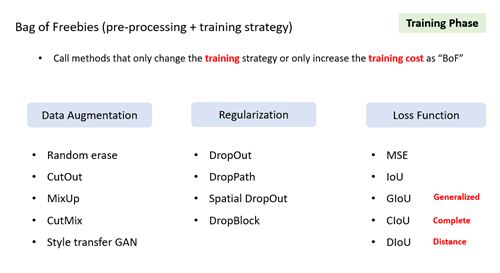 Bag of Freebies (pre-processing + training strategy)
Training Phase
• Call methods that only change the training strategy or only increase the training cost as “BoF”
Data Augmentation
• Random erase
• CutOut
• MixUp
• CutMix
• Style transfer GAN
Regularization
• DropOut
• DropPath
• Spatial DropOut
• DropBlock
Loss Function
• MSE
• IoU
• GIoU Generalized
• CIoU Complete
• DIoU Distance